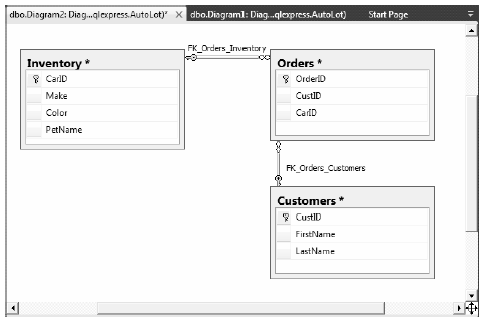 dbo.Diagram2: Diag...qlexpress.AutoLot)* dbo.Diagram1: Diag...qlexpress.AutoLot) Start Page
FK_Orders_Inventory
Inventory *
CarID
Make
Color
PetName
Orders *
OrderID
CustID
CarID
FK_Orders_Customers
Customers *
CustID
FirstName
LastName